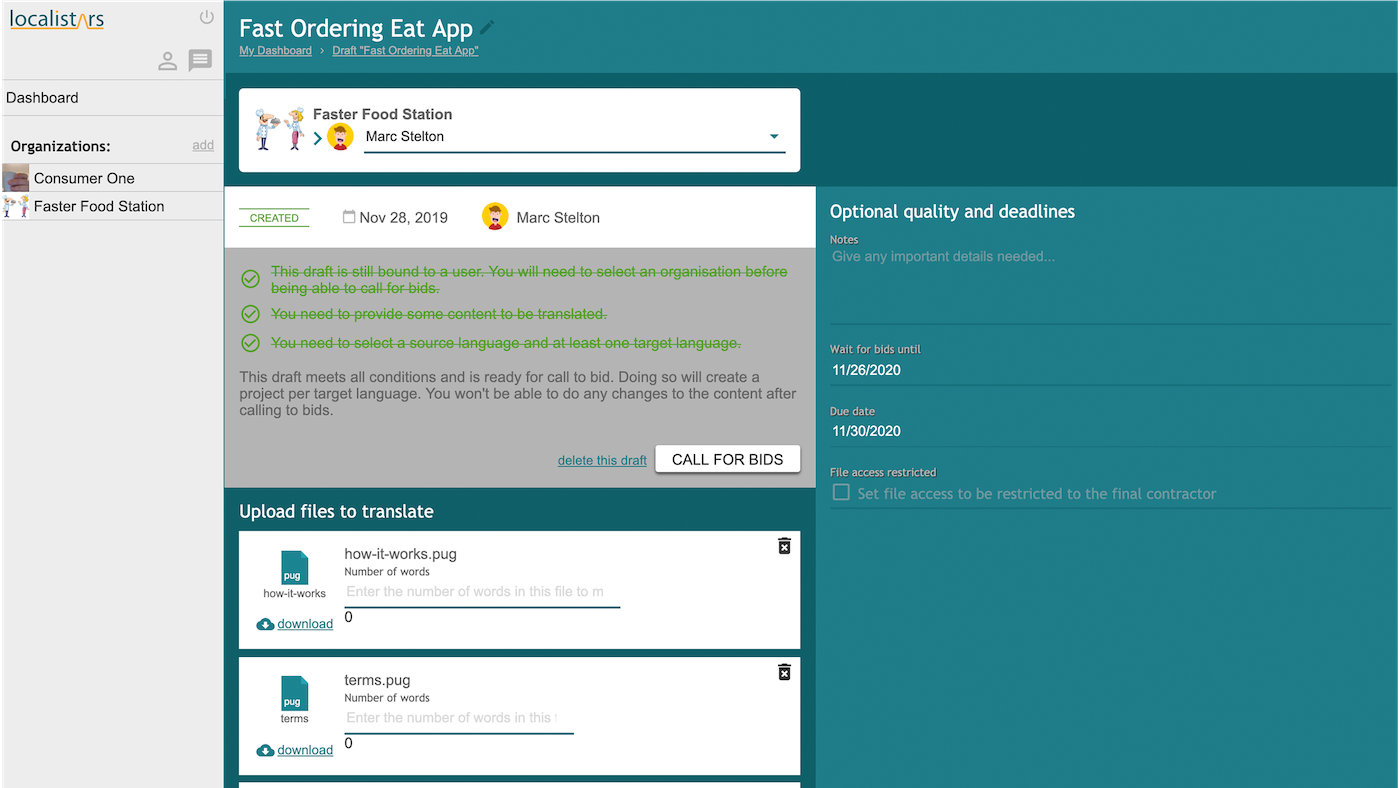 localistars
Dashboard
Organizations:
add
Consumer One
Faster Food Station
Fast Ordering Eat App
My Dashboard › Draft "Fast Ordering Eat App"
Faster Food Station
Marc Stelton
CREATED
Nov 28, 2019
Marc Stelton
This draft is still bound to a user. You will need to select an organisation before
being able to call for bids.
You need to provide some content to be translated.
You need to select a source language and at least one target language.
This draft meets all conditions and is ready for call to bid. Doing so will create a
project per target language. You won't be able to do any changes to the content after
calling to bids.
delete this draft
CALL FOR BIDS
Upload files to translate
pug
how-it-works
download
how-it-works.pug
Number of words
Enter the number of words in this file to m
0
pug
terms
download
terms.pug
Number of words
Enter the number of words in this
0
Optional quality and deadlines
Notes
Give any important details needed...
Wait for bids until
11/26/2020
Due date
11/30/2020
File access restricted
Set file access to be restricted to the final contractor